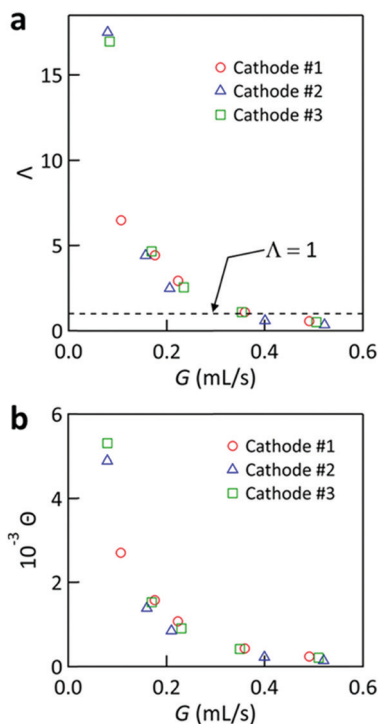 a
Cathode #1
Cathode #2
Cathode #3
Λ
15
10
5
0
Λ = 1
0.0 0.2 0.4 0.6
G (mL/s)
b
Cathode #1
Cathode #2
Cathode #3
10⁻³ Θ
6
4
2
0
0.0 0.2 0.4 0.6
G (mL/s)